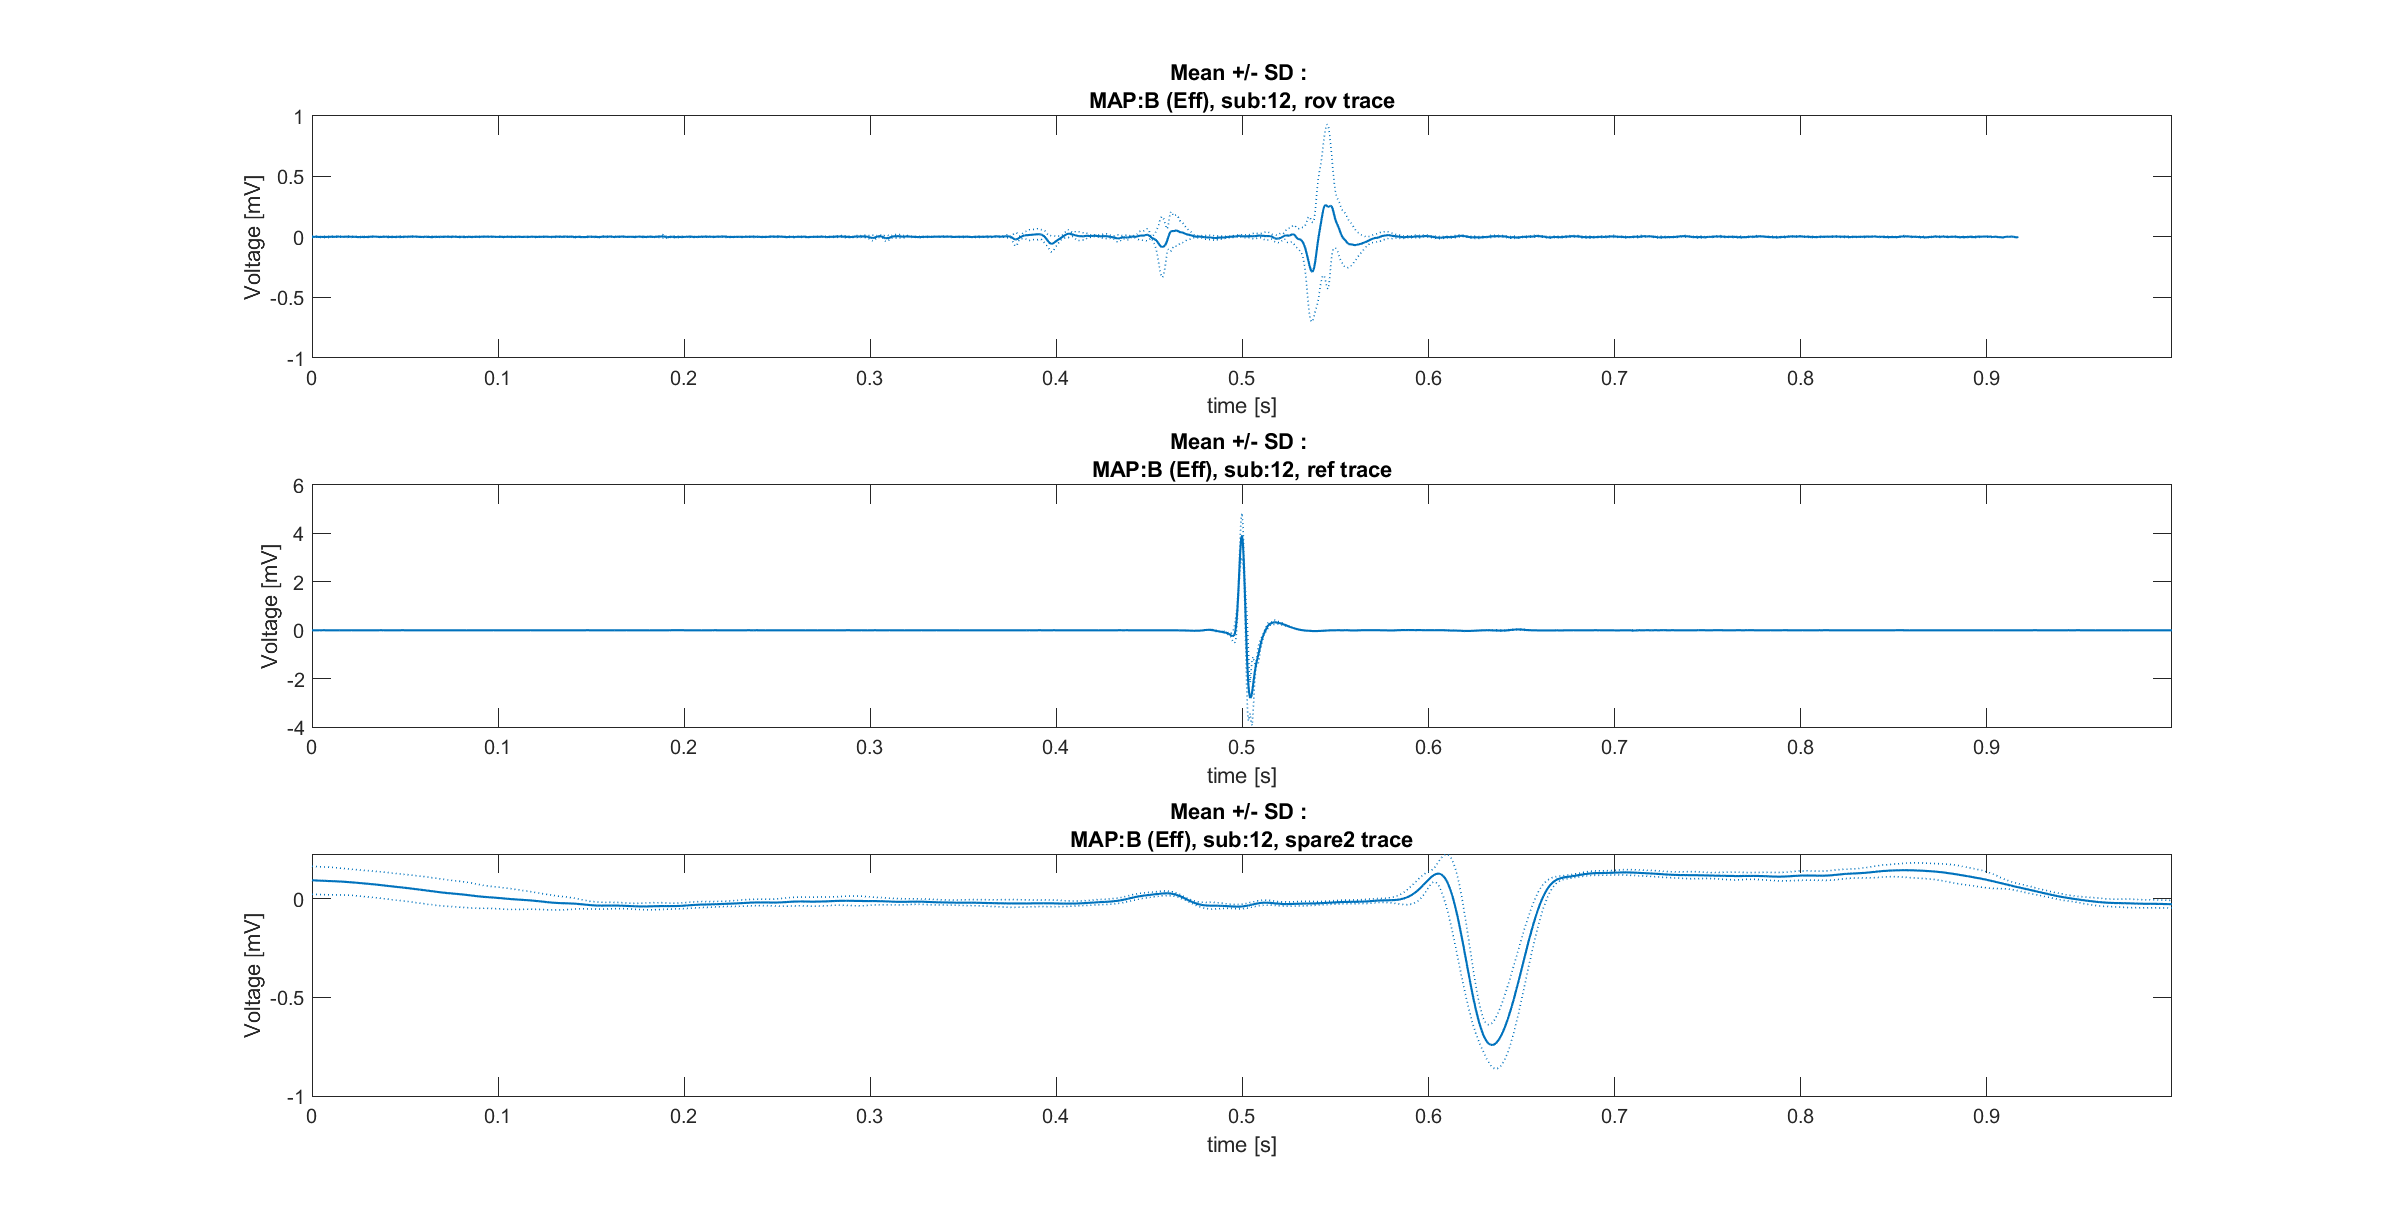 Mean +/- SD :
MAP:B (Eff), sub:12, rov trace
1
0.5
0
-0.5
-1
Voltage [mV]
0 0.1 0.2 0.3 0.4 0.5 0.6 0.7 0.8 0.9
time [s]
Mean +/- SD :
MAP:B (Eff), sub:12, ref trace
6
4
2
0
-2
-4
Voltage [mV]
0 0.1 0.2 0.3 0.4 0.5 0.6 0.7 0.8 0.9
time [s]
Mean +/- SD :
MAP:B (Eff), sub:12, spare2 trace
0
-0.5
-1
Voltage [mV]
0 0.1 0.2 0.3 0.4 0.5 0.6 0.7 0.8 0.9
time [s]